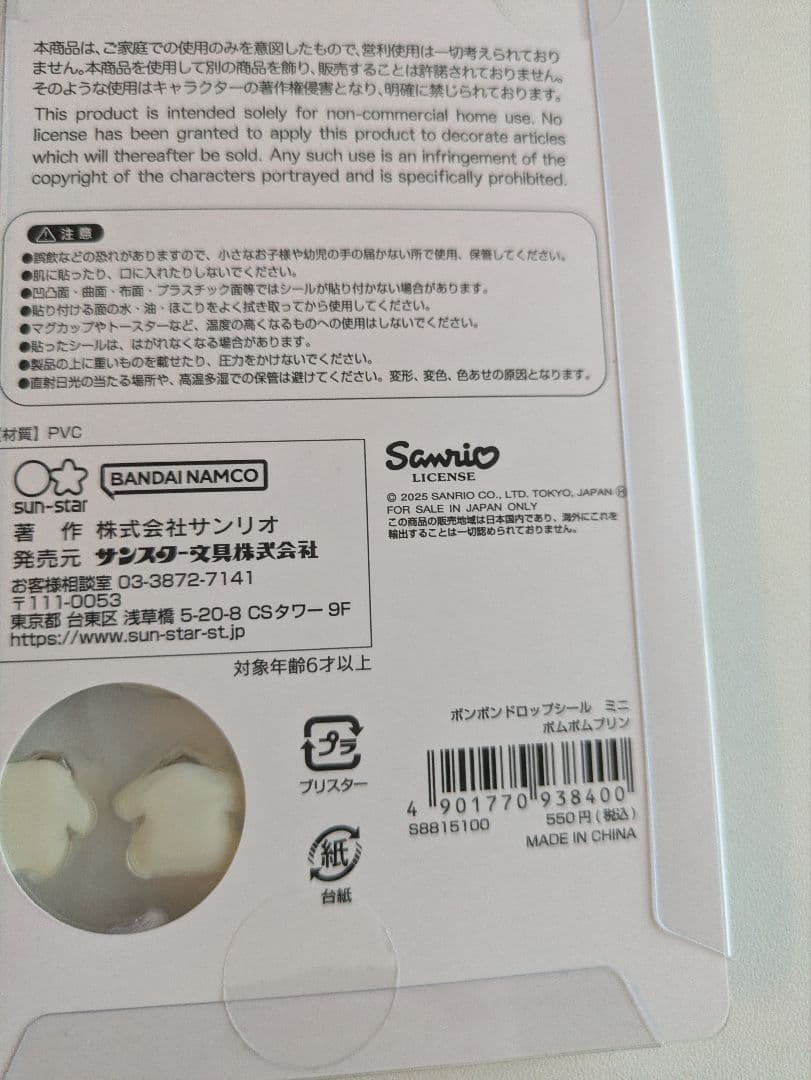 本商品は、ご家庭での使用のみを意図したもので、営利使用は一切考えられており
ません。本商品を使用して別の商品を飾り、販売することは許諾されておりません。
そのような使用はキャラクターの著作権侵害となり、明確に禁じられております。
This product is intended solely for non-commercial home use. No
license has been granted to apply this product to decorate articles
which will thereafter be sold. Any such use is an infringement of the
copyright of the characters portrayed and is specifically prohibited.
注意
●誤飲などの恐れがありますので、小さなお子様や幼児の手の届かない所で使用、保管してください。
●肌に貼ったり、口に入れたりしないでください。
●凹凸面・曲面・布面・プラスチック面等ではシールが貼り付かない場合があります。
●貼り付ける面の水・油・ほこりをよく拭き取ってから使用してください。
●マグカップやトースターなど、温度の高くなるものへの使用はしないでください。
●貼ったシールは、はがれなくなる場合があります。
●製品の上に重いものを載せたり、圧力をかけないでください。
●直射日光の当たる場所や、高温多湿での保管は避けてください。変形、変色、色あせの原因となります。
材質】PVC
sun-star
BANDAI NAMCO
著 作 株式会社サンリオ
発売元 サンスター文具株式会社
お客様相談室 03-3872-7141
〒111-0053
東京都 台東区 浅草橋 5-20-8 CSタワー 9F
https://www.sun-star-st.jp
Sanrio
LICENSE
© 2025 SANRIO CO., LTD. TOKYO, JAPAN Ⓗ
FOR SALE IN JAPAN ONLY
この商品の販売地域は日本国内であり、海外にこれを
輸出することは一切認められておりません。
対象年齢6才以上
プラ
ブリスター
紙
台紙
ボンボンドロップシール ミニ
ポムポムプリン
4 901770 938400
S8815100
550円(税込)
MADE IN CHINA